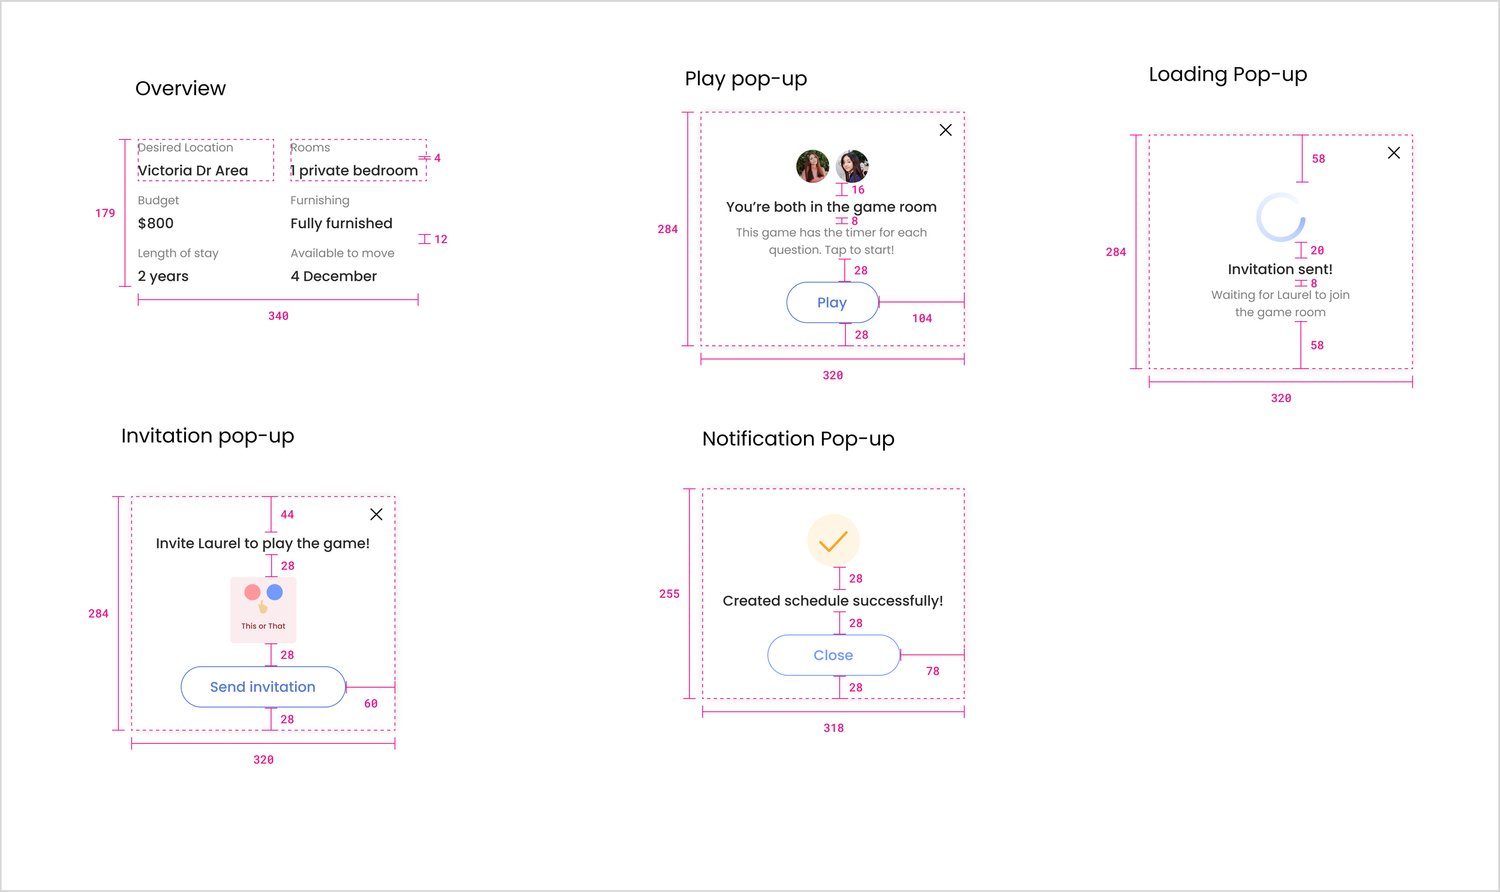 Overview
Desired Location
Rooms
4
Victoria Dr Area
1 private bedroom
179
Budget
Furnishing
$800
Fully furnished
12
Length of stay
Available to move
2 years
4 December
340
Play pop-up
16
You’re both in the game room
8
284
This game has the timer for each
question. Tap to start!
28
Play
104
28
320
Loading Pop-up
58
284
20
Invitation sent!
8
Waiting for Laurel to join
the game room
58
320
Invitation pop-up
44
Invite Laurel to play the game!
28
284
This or That
28
Send invitation
60
28
320
Notification Pop-up
28
255
Created schedule successfully!
28
Close
78
28
318